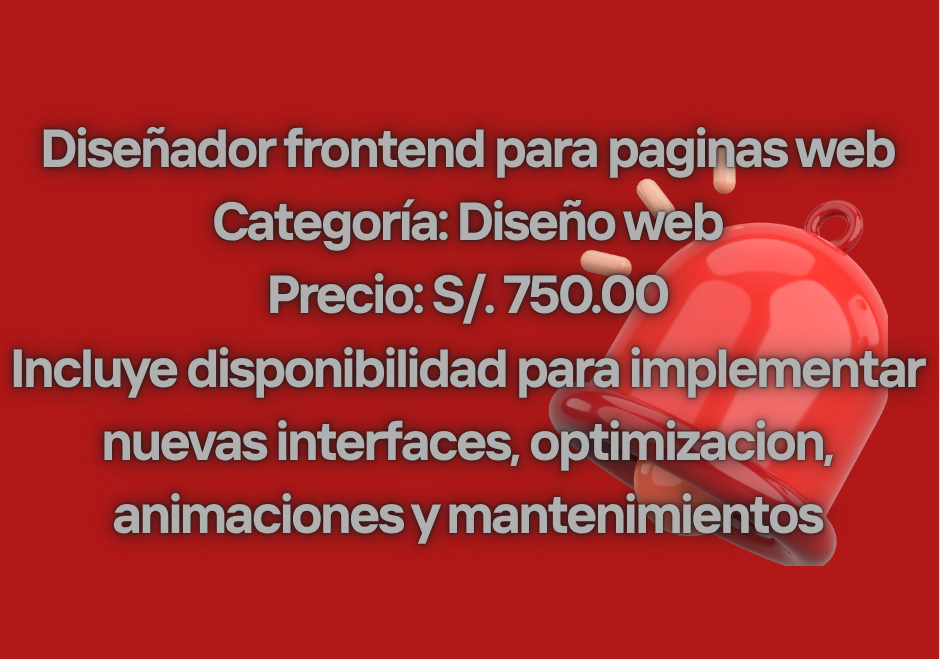 Diseñador frontend para paginas web
Categoría: Diseño web
Precio: S/. 750.00
Incluye disponibilidad para implementar
nuevas interfaces, optimizacion,
animaciones y mantenimientos